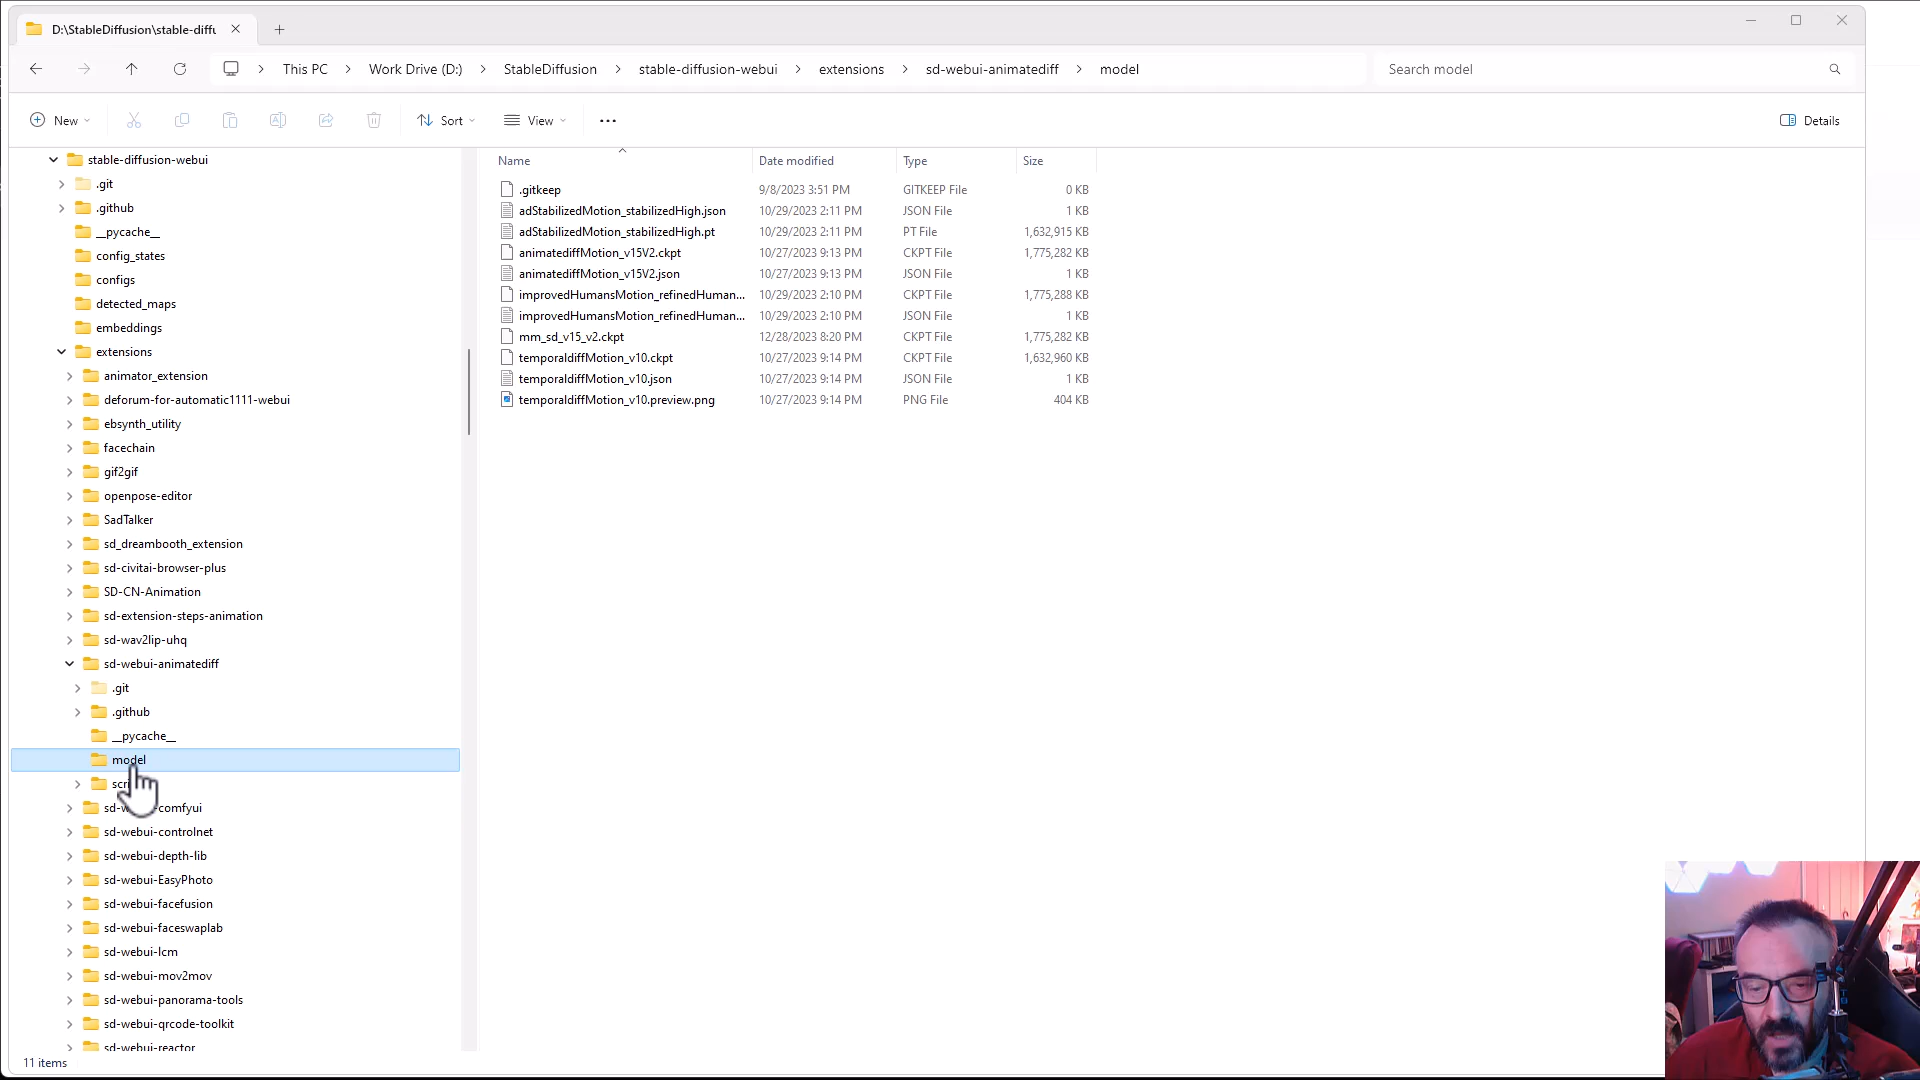 D:\StableDiffusion\stable-diffu
This PC > Work Drive (D:) > StableDiffusion > stable-diffusion-webui > extensions > sd-webui-animatediff > model
Search model
New
Sort
View
Details
stable-diffusion-webui
.git
.github
__pycache__
config_states
configs
detected_maps
embeddings
extensions
animator_extension
deforum-for-automatic1111-webui
ebsynth_utility
facechain
gif2gif
openpose-editor
SadTalker
sd_dreambooth_extension
sd-civitai-browser-plus
SD-CN-Animation
sd-extension-steps-animation
sd-wav2lip-uhq
sd-webui-animatediff
.git
.github
__pycache__
model
scri
sd-w comfyui
sd-webui-controlnet
sd-webui-depth-lib
sd-webui-EasyPhoto
sd-webui-facefusion
sd-webui-faceswaplab
sd-webui-lcm
sd-webui-mov2mov
sd-webui-panorama-tools
sd-webui-qrcode-toolkit
sd-webui-reactor
Name Date modified Type Size
.gitkeep 9/8/2023 3:51 PM GITKEEP File 0 KB
adStabilizedMotion_stabilizedHigh.json 10/29/2023 2:11 PM JSON File 1 KB
adStabilizedMotion_stabilizedHigh.pt 10/29/2023 2:11 PM PT File 1,632,915 KB
animatediffMotion_v15V2.ckpt 10/27/2023 9:13 PM CKPT File 1,775,282 KB
animatediffMotion_v15V2.json 10/27/2023 9:13 PM JSON File 1 KB
improvedHumansMotion_refinedHuman... 10/29/2023 2:10 PM CKPT File 1,775,288 KB
improvedHumansMotion_refinedHuman... 10/29/2023 2:10 PM JSON File 1 KB
mm_sd_v15_v2.ckpt 12/28/2023 8:20 PM CKPT File 1,775,282 KB
temporaldiffMotion_v10.ckpt 10/27/2023 9:14 PM CKPT File 1,632,960 KB
temporaldiffMotion_v10.json 10/27/2023 9:14 PM JSON File 1 KB
temporaldiffMotion_v10.preview.png 10/27/2023 9:14 PM PNG File 404 KB
11 items